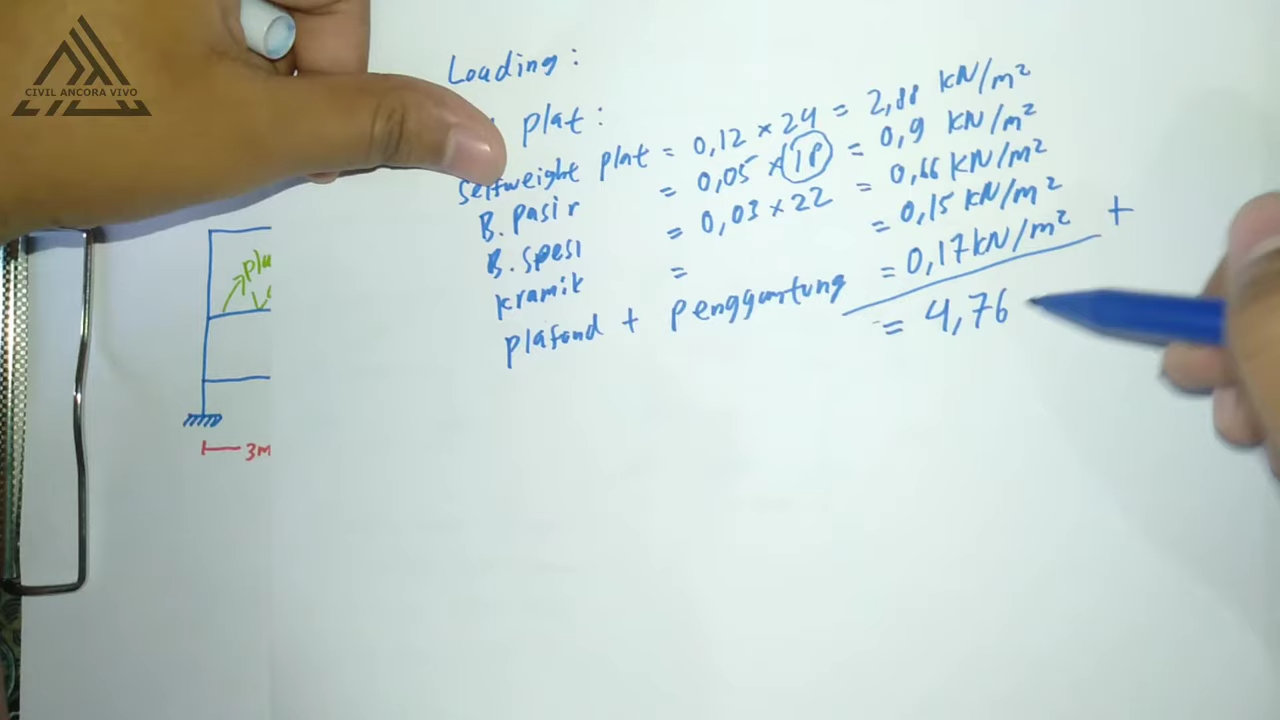 CIVIL ANCORA VIVO
Loading :
plat :
Selfweight plat = 0,12 × 24 = 2,88 KN/m²
B. pasir = 0,05 × 18 = 0,9 KN/m²
B. spesi = 0,03 × 22 = 0,66 KN/m²
kramik = = 0,15 KN/m²
plafond + penggantung = 0,17 KN/m² +
= 4,76
3M